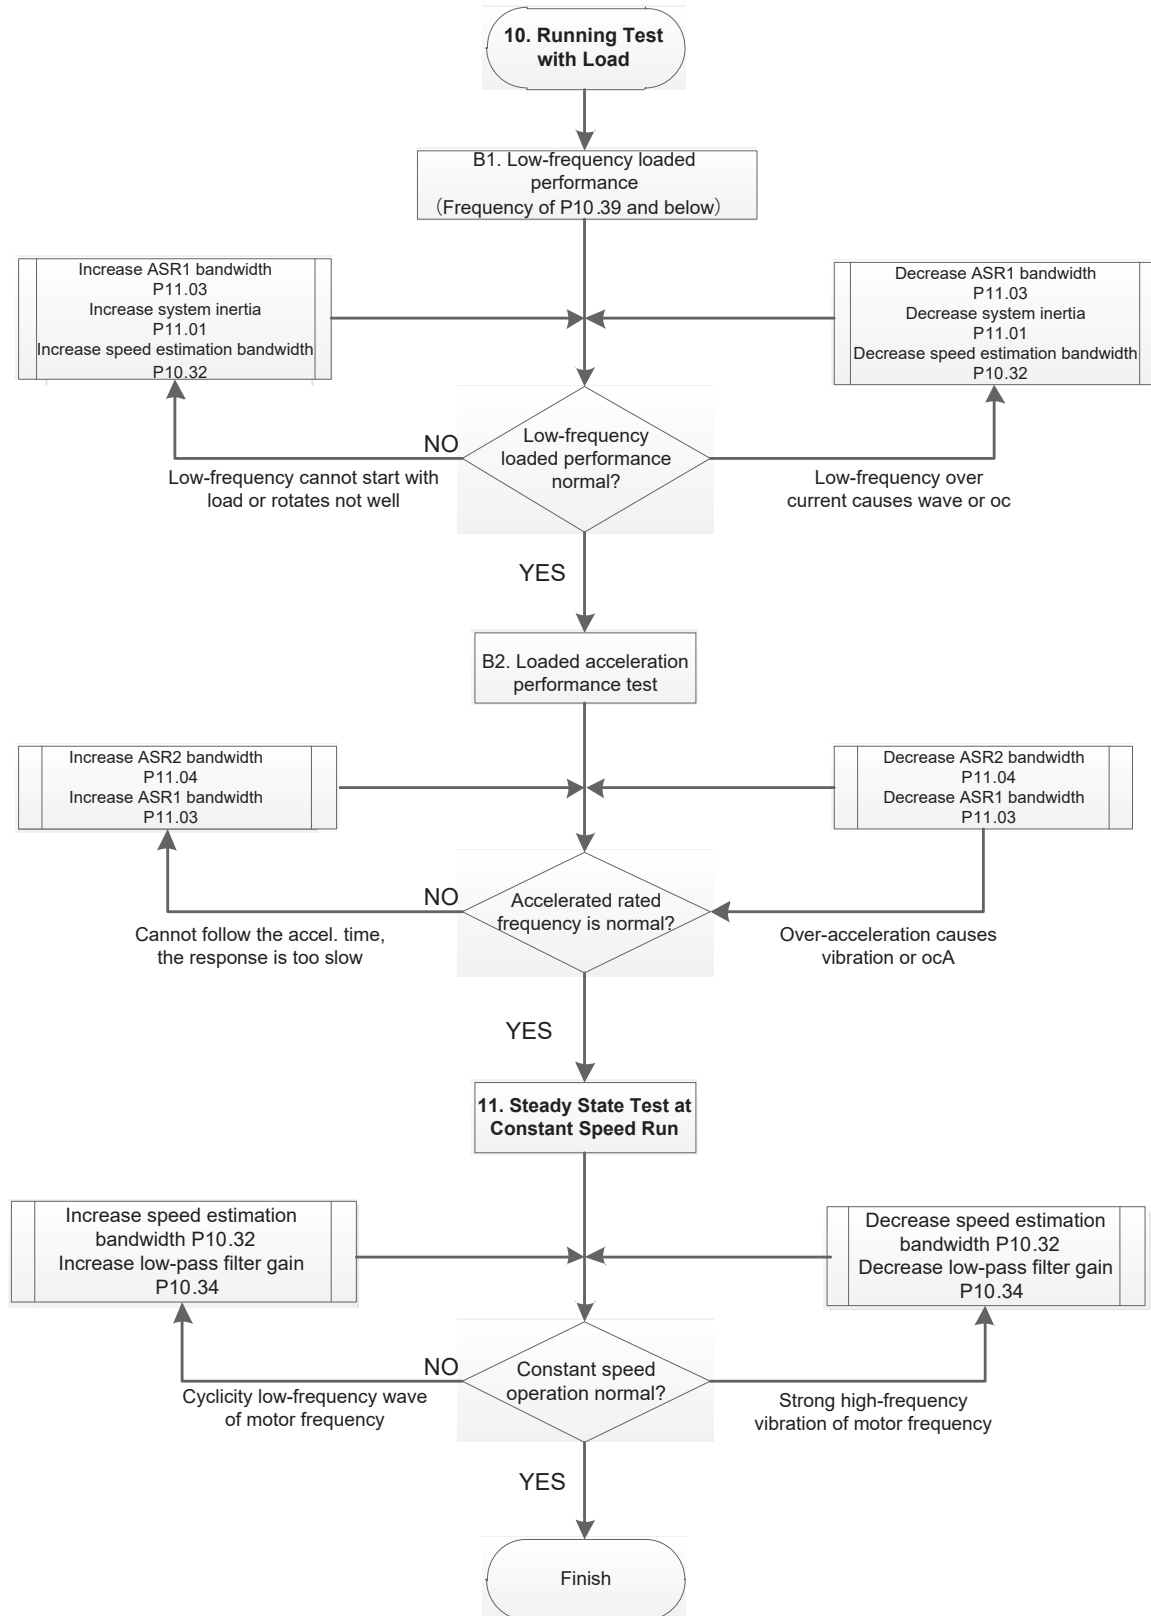 10. Running Test
with Load
B1. Low-frequency loaded
performance
(Frequency of P10.39 and below)
Increase ASR1 bandwidth
P11.03
Increase system inertia
P11.01
Increase speed estimation bandwidth
P10.32
Decrease ASR1 bandwidth
P11.03
Decrease system inertia
P11.01
Decrease speed estimation bandwidth
P10.32
NO
Low-frequency
loaded performance
normal?
Low-frequency cannot start with
load or rotates not well
Low-frequency over
current causes wave or oc
YES
B2. Loaded acceleration
performance test
Increase ASR2 bandwidth
P11.04
Increase ASR1 bandwidth
P11.03
Decrease ASR2 bandwidth
P11.04
Decrease ASR1 bandwidth
P11.03
NO
Accelerated rated
frequency is normal?
Cannot follow the accel. time,
the response is too slow
Over-acceleration causes
vibration or ocA
YES
11. Steady State Test at
Constant Speed Run
Increase speed estimation
bandwidth P10.32
Increase low-pass filter gain
P10.34
Decrease speed estimation
bandwidth P10.32
Decrease low-pass filter gain
P10.34
NO
Constant speed
operation normal?
Cyclicity low-frequency wave
of motor frequency
Strong high-frequency
vibration of motor frequency
YES
Finish